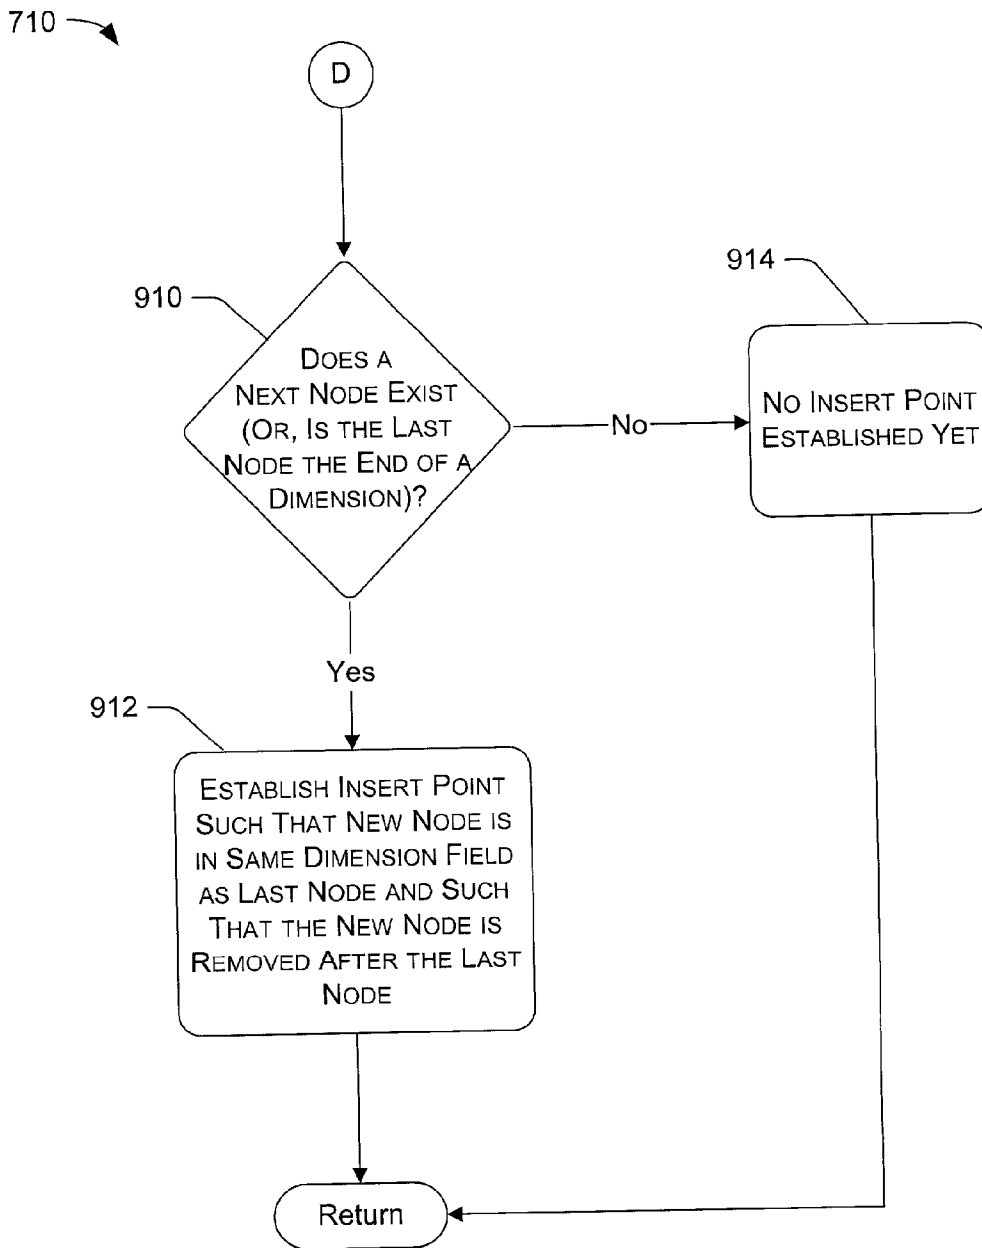 710
D
910
DOES A
NEXT NODE EXIST
(OR, IS THE LAST
NODE THE END OF A
DIMENSION)?
No
914
NO INSERT POINT
ESTABLISHED YET
Yes
912
ESTABLISH INSERT POINT
SUCH THAT NEW NODE IS
IN SAME DIMENSION FIELD
AS LAST NODE AND SUCH
THAT THE NEW NODE IS
REMOVED AFTER THE LAST
NODE
Return